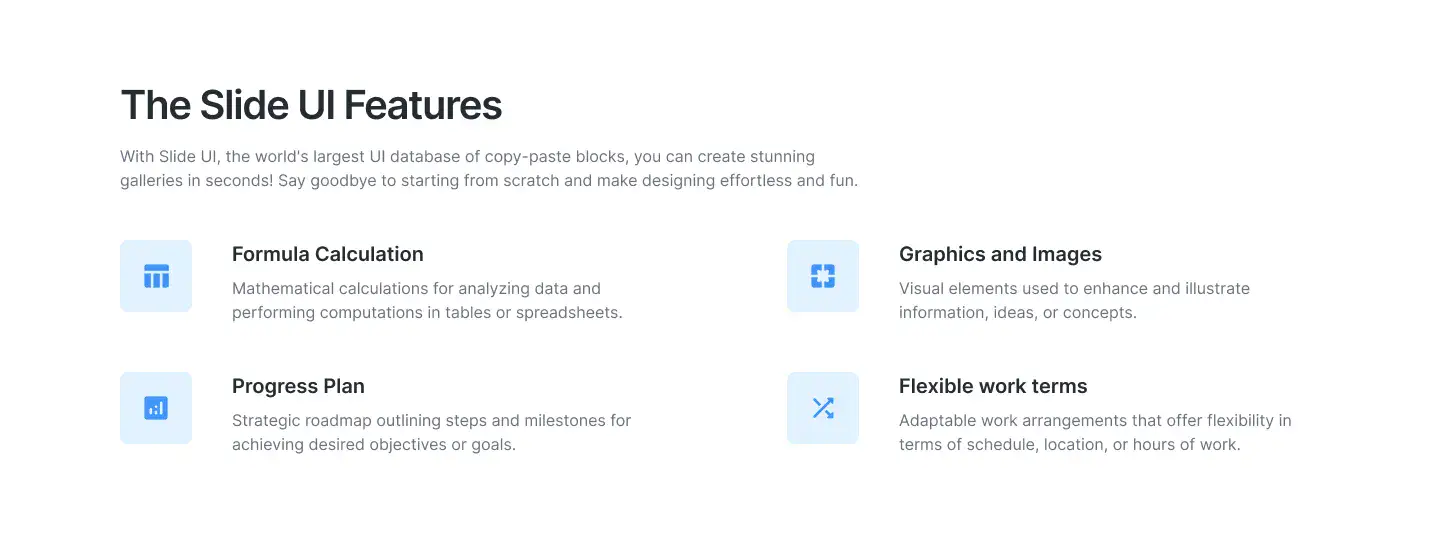 The Slide UI Features
With Slide UI, the world's largest UI database of copy-paste blocks, you can create stunning
galleries in seconds! Say goodbye to starting from scratch and make designing effortless and fun.
Formula Calculation
Mathematical calculations for analyzing data and
performing computations in tables or spreadsheets.
Graphics and Images
Visual elements used to enhance and illustrate
information, ideas, or concepts.
Progress Plan
Strategic roadmap outlining steps and milestones for
achieving desired objectives or goals.
Flexible work terms
Adaptable work arrangements that offer flexibility in
terms of schedule, location, or hours of work.